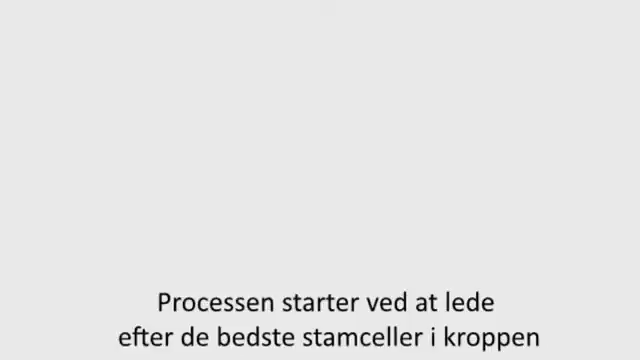 Processen starter ved at lede
efter de bedste stamceller i kroppen